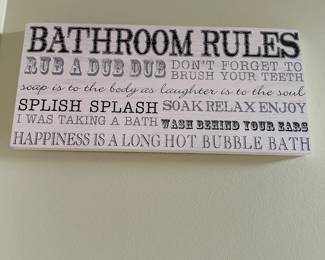 BATHROOM RULES
RUB A DUB DUB DON'T FORGET TO
BRUSH YOUR TEETH
soap is to the body as laughter is to the soul
SPLISH SPLASH SOAK RELAX ENJOY
I WAS TAKING A BATH WASH BEHIND YOUR EARS
HAPPINESS IS A LONG HOT BUBBLE BATH